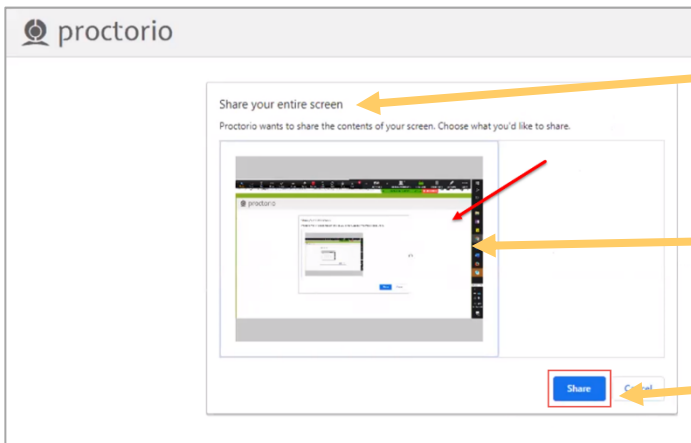 proctorio
Share your entire screen
Proctorio wants to share the contents of your screen. Choose what you'd like to share.
proctorio
Share